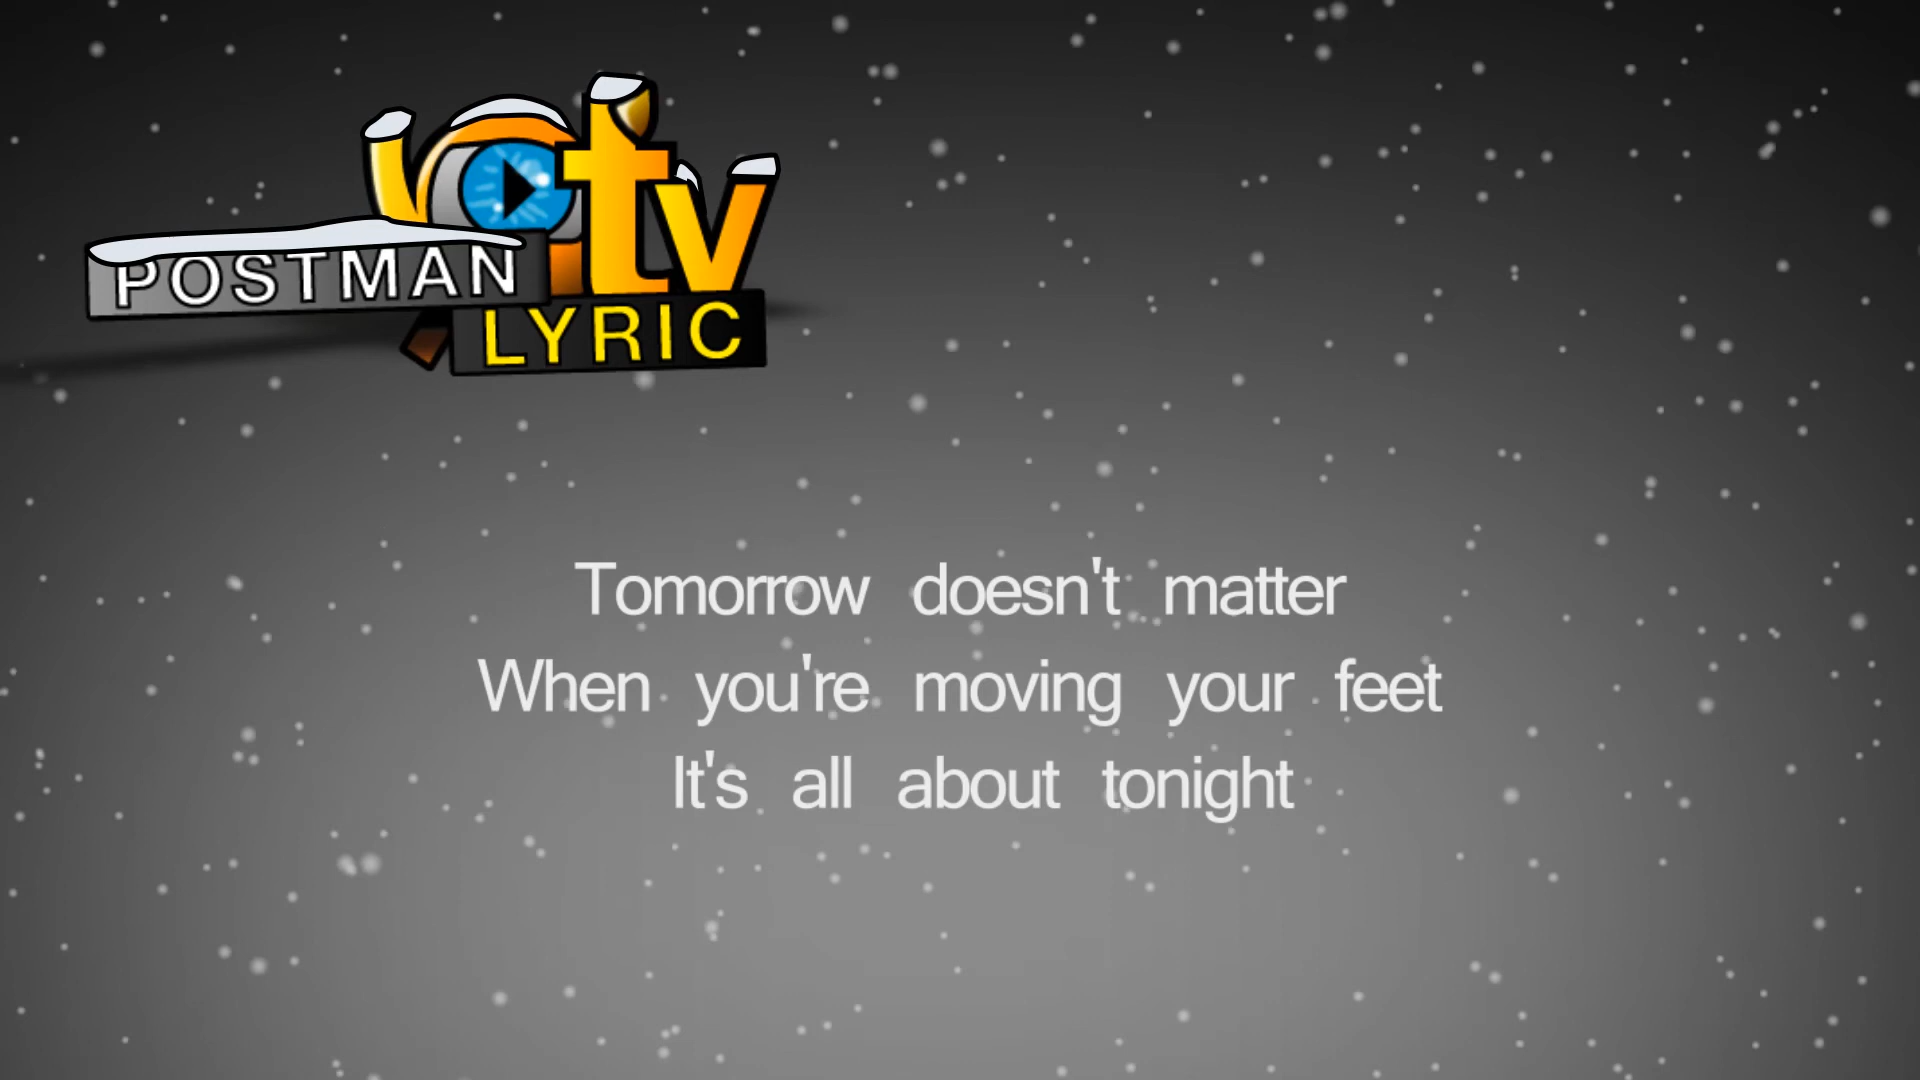 tv
POSTMAN
LYRIC
Tomorrow doesn't matter
When you're moving your feet
It's all about tonight